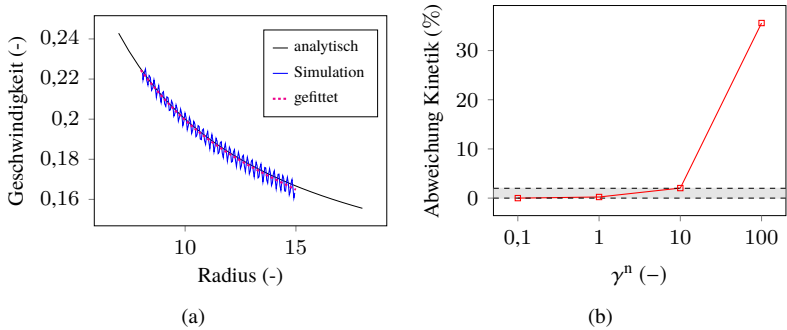 0,24
0,22
0,2
0,18
0,16
Geschwindigkeit (-)
analytisch
Simulation
gefittet
10
15
Radius (-)
(a)
30
20
10
0
Abweichung Kinetik (%)
0,1
1
10
100
γⁿ (−)
(b)